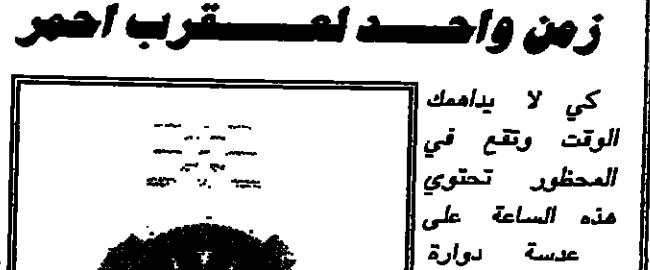 زمن واحد لعقرب احمر
كي لا يداهمك
الوقت وتقع في
المحظور تحتوي
هذه الساعة على
عدسة دوارة